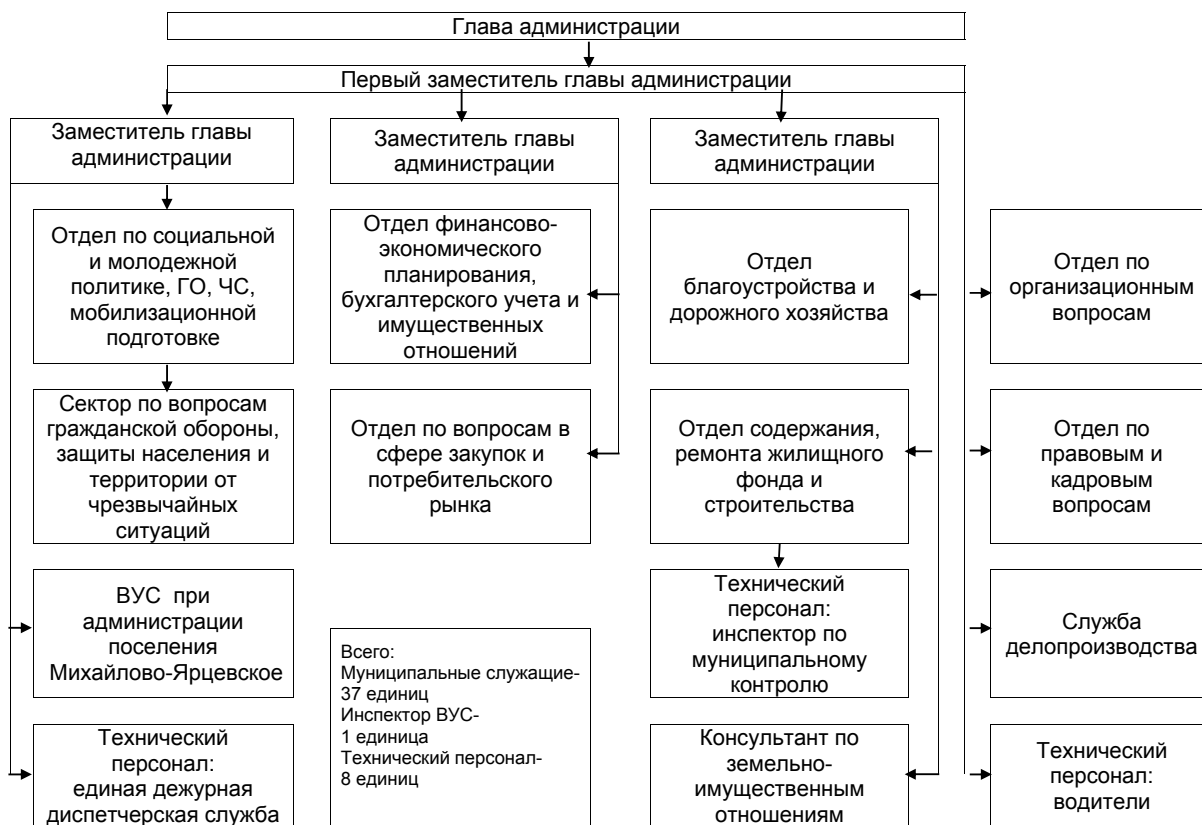 Глава администрации
Первый заместитель главы администрации
Заместитель главы
администрации
Заместитель главы
администрации
Заместитель главы
администрации
Отдел по социальной
и молодежной
политике, ГО, ЧС,
мобилизационной
подготовке
Отдел финансово-
экономического
планирования,
бухгалтерского учета и
имущественных
отношений
Отдел
благоустройства и
дорожного хозяйства
Отдел по
организационным
вопросам
Сектор по вопросам
гражданской обороны,
защиты населения и
территории от
чрезвычайных
ситуаций
Отдел по вопросам в
сфере закупок и
потребительского
рынка
Отдел содержания,
ремонта жилищного
фонда и
строительства
Отдел по
правовым и
кадровым
вопросам
ВУС при
администрации
поселения
Михайлово-Ярцевское
Всего:
Муниципальные служащие-
37 единиц
Инспектор ВУС-
1 единица
Технический персонал-
8 единиц
Технический
персонал:
инспектор по
муниципальному
контролю
Служба
делопроизводства
Технический
персонал:
единая дежурная
диспетчерская служба
Консультант по
земельно-
имущественным
отношениям
Технический
персонал:
водители